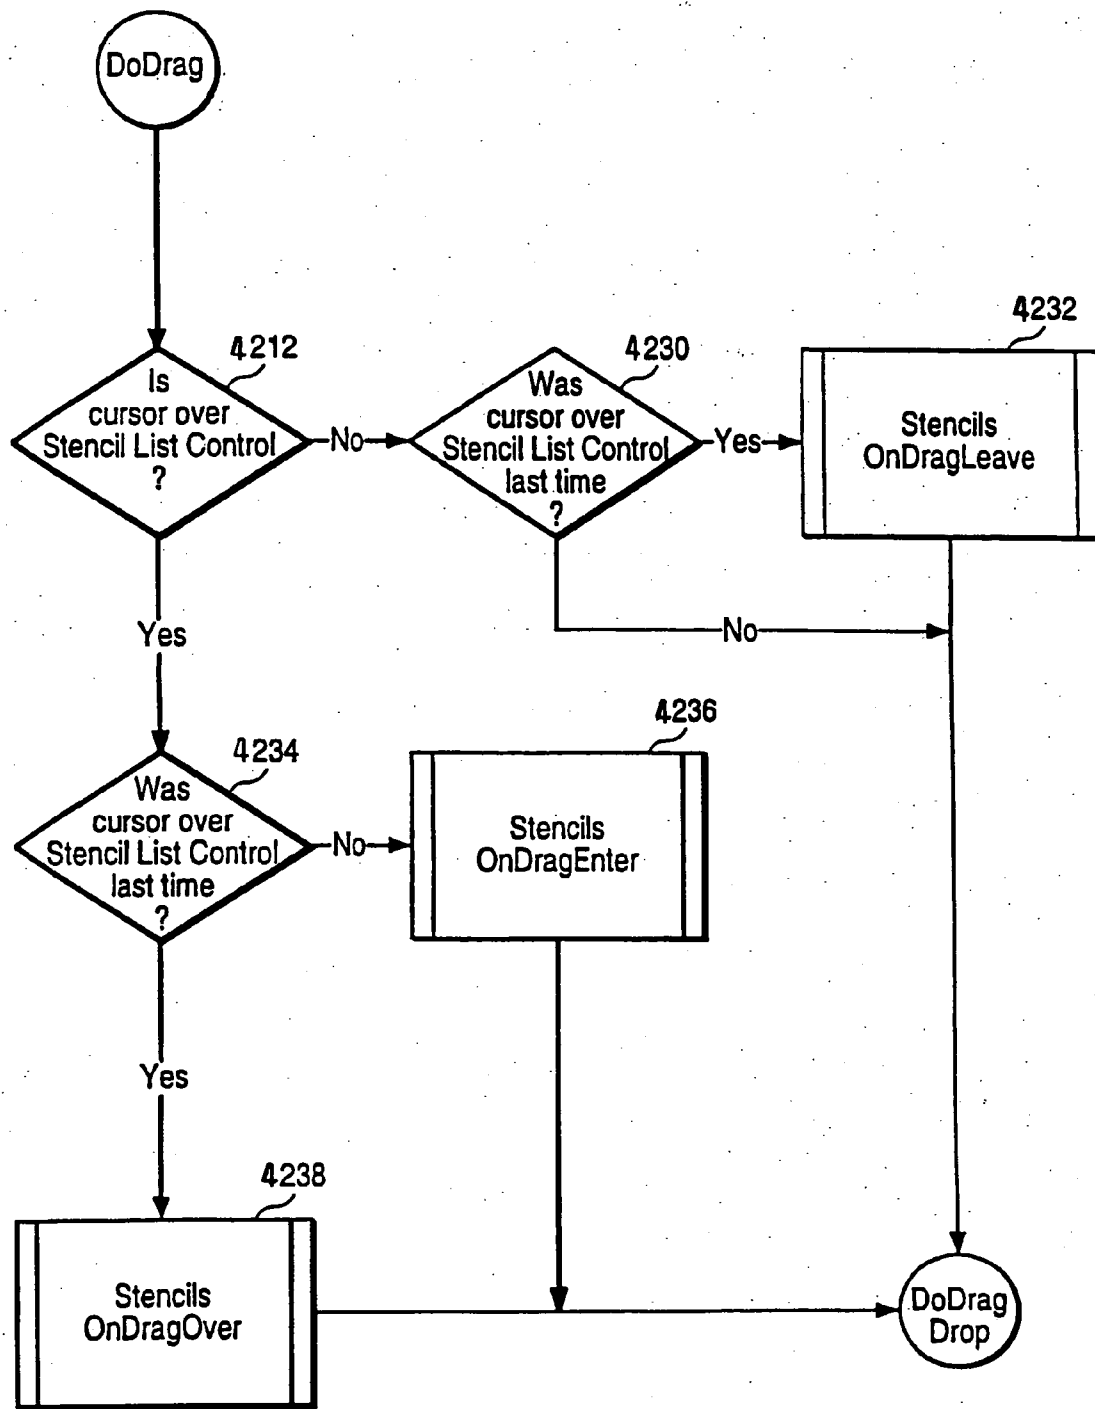 DoDrag
4212
Is
cursor over
Stencil List Control
?
No
4230
Was
cursor over
Stencil List Control
last time
?
Yes
4232
Stencils
OnDragLeave
No
Yes
4234
Was
cursor over
Stencil List Control
last time
?
No
4236
Stencils
OnDragEnter
Yes
4238
Stencils
OnDragOver
DoDrag
Drop